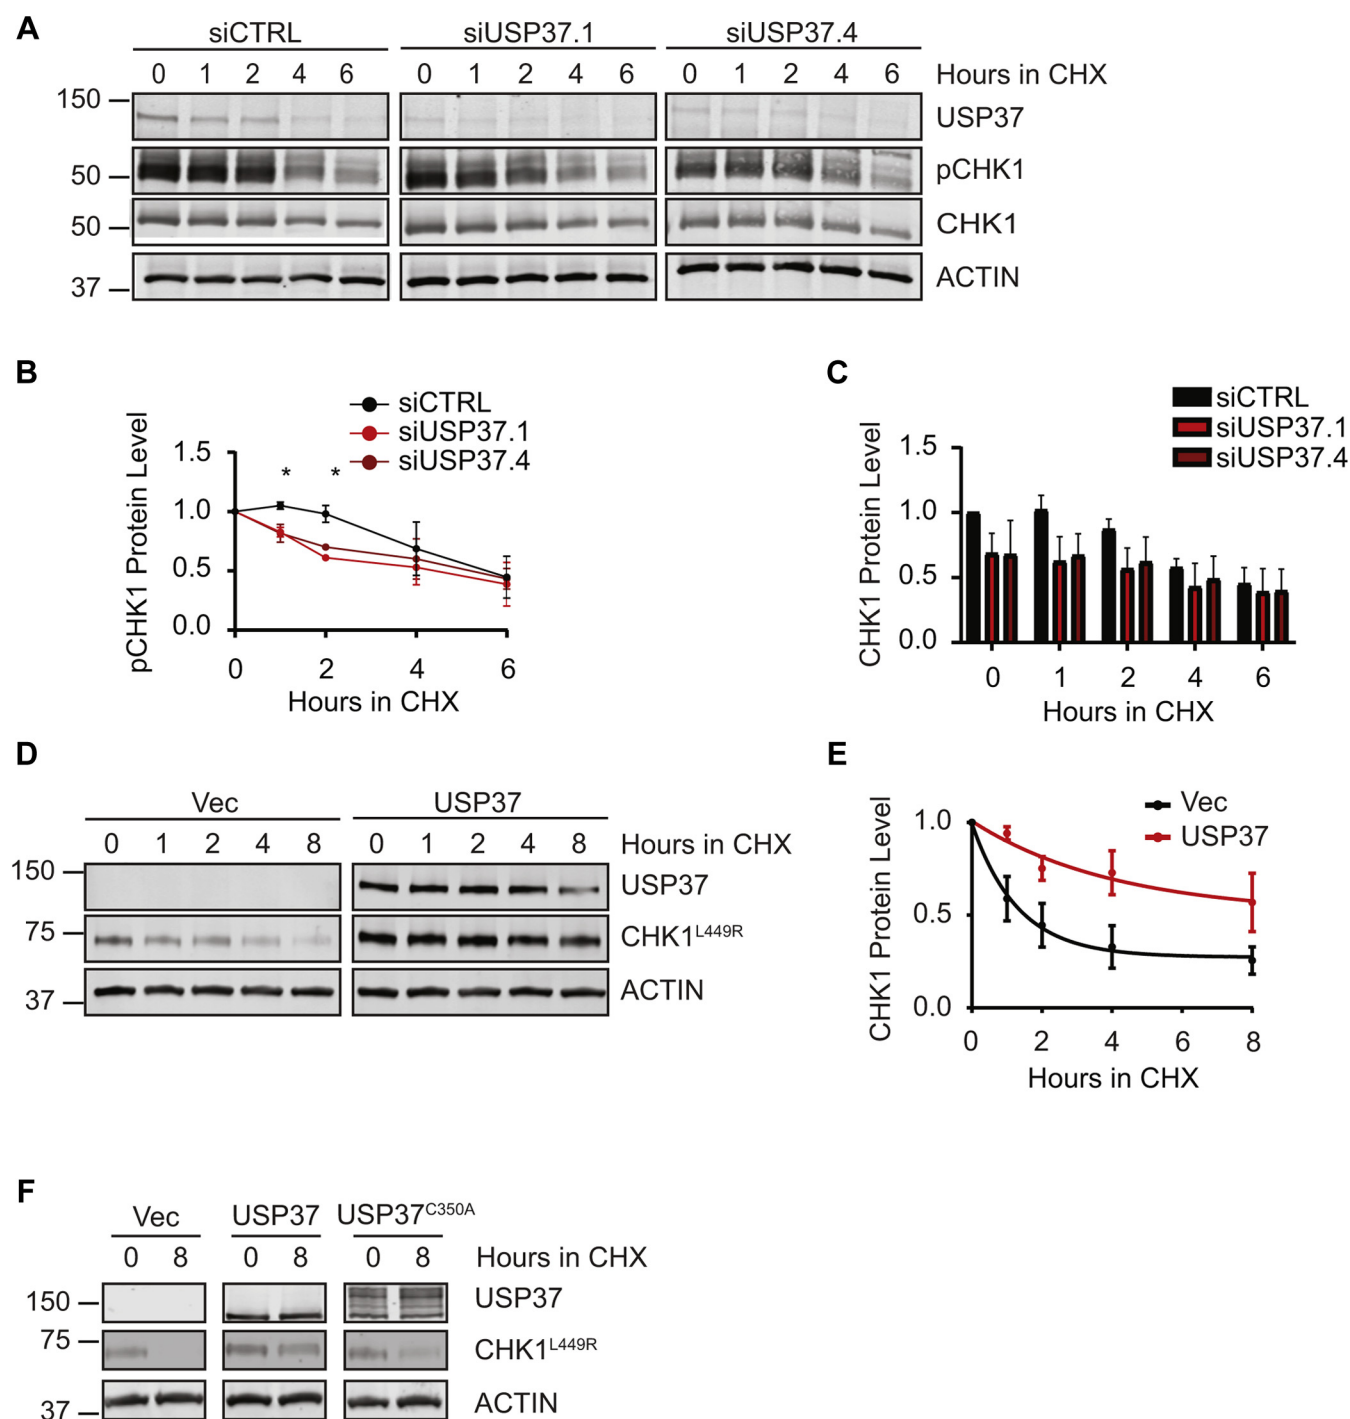 A
siCTRL siUSP37.1 siUSP37.4
0 1 2 4 6 0 1 2 4 6 0 1 2 4 6 Hours in CHX
150 USP37
50 pCHK1
50 CHK1
37 ACTIN
B
siCTRL
siUSP37.1
siUSP37.4
pCHK1 Protein Level
1.5
* *
1.0
0.5
0.0
0 2 4 6
Hours in CHX
C
siCTRL
siUSP37.1
siUSP37.4
CHK1 Protein Level
1.5
1.0
0.5
0.0
0 1 2 4 6
Hours in CHX
D
Vec USP37
0 1 2 4 8 0 1 2 4 8 Hours in CHX
150 USP37
75 CHK1L449R
37 ACTIN
E
Vec
USP37
CHK1 Protein Level
1.0
0.5
0.0
0 2 4 6 8
Hours in CHX
F
Vec USP37 USP37C350A
0 8 0 8 0 8 Hours in CHX
150 USP37
75 CHK1L449R
37 ACTIN